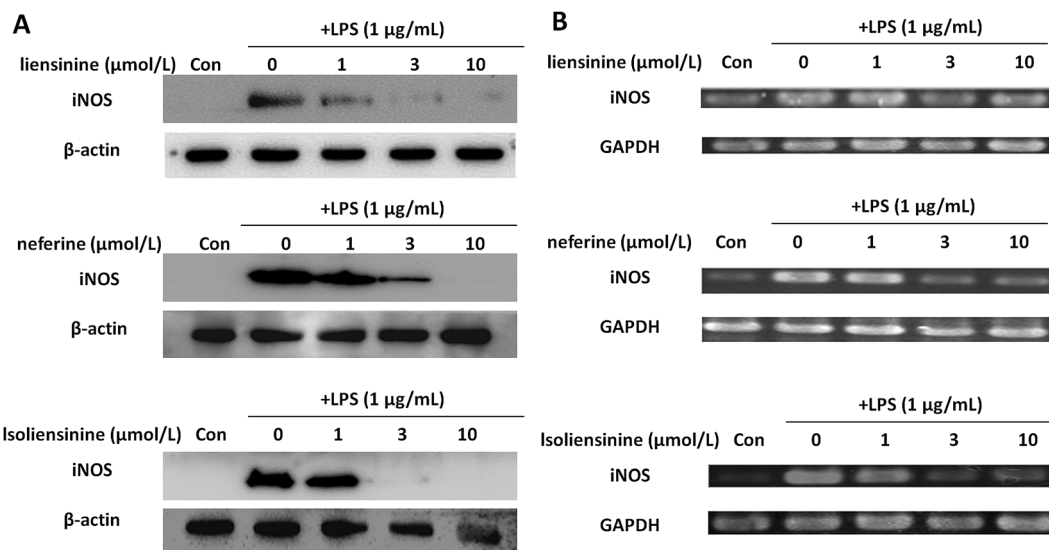 A
+LPS (1 µg/mL)
liensinine (µmol/L) Con 0 1 3 10
iNOS
β-actin
+LPS (1 µg/mL)
neferine (µmol/L) Con 0 1 3 10
iNOS
β-actin
+LPS (1 µg/mL)
Isoliensinine (µmol/L) Con 0 1 3 10
iNOS
β-actin
B
+LPS (1 µg/mL)
liensinine (µmol/L) Con 0 1 3 10
iNOS
GAPDH
+LPS (1 µg/mL)
neferine (µmol/L) Con 0 1 3 10
iNOS
GAPDH
+LPS (1 µg/mL)
Isoliensinine (µmol/L) Con 0 1 3 10
iNOS
GAPDH